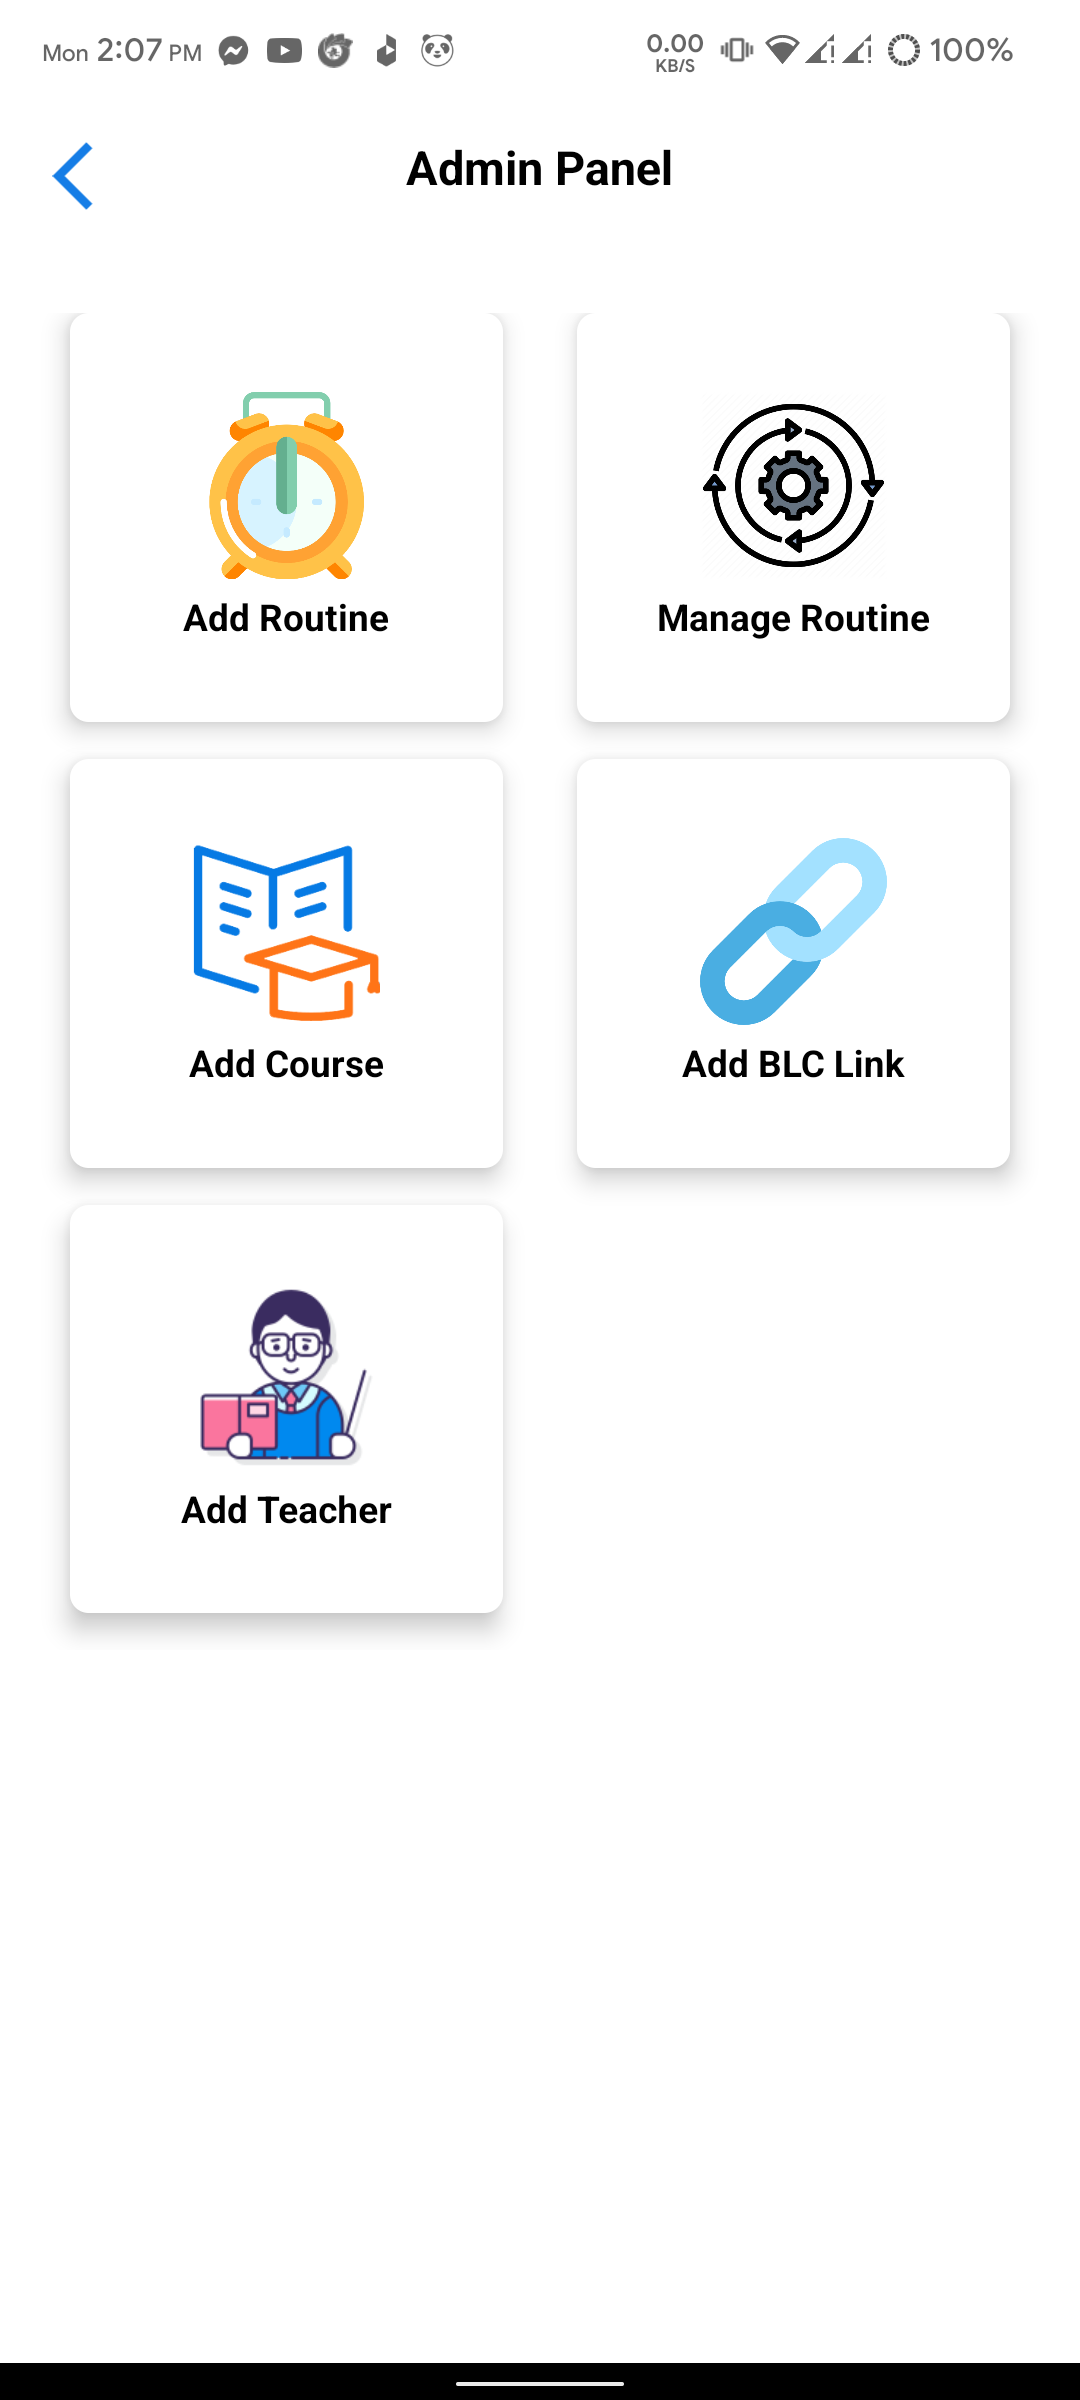 Mon 2:07 PM
0.00 KB/S
100%
Admin Panel
Add Routine
Manage Routine
Add Course
Add BLC Link
Add Teacher